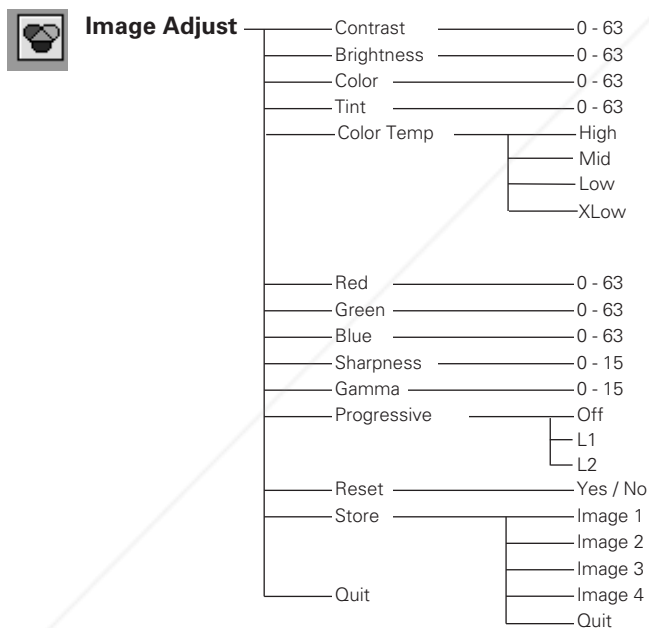 Image Adjust
Contrast 0 - 63
Brightness 0 - 63
Color 0 - 63
Tint 0 - 63
Color Temp High
Mid
Low
XLow
Red 0 - 63
Green 0 - 63
Blue 0 - 63
Sharpness 0 - 15
Gamma 0 - 15
Progressive Off
L1
L2
Reset Yes / No
Store Image 1
Image 2
Image 3
Quit Image 4
Quit